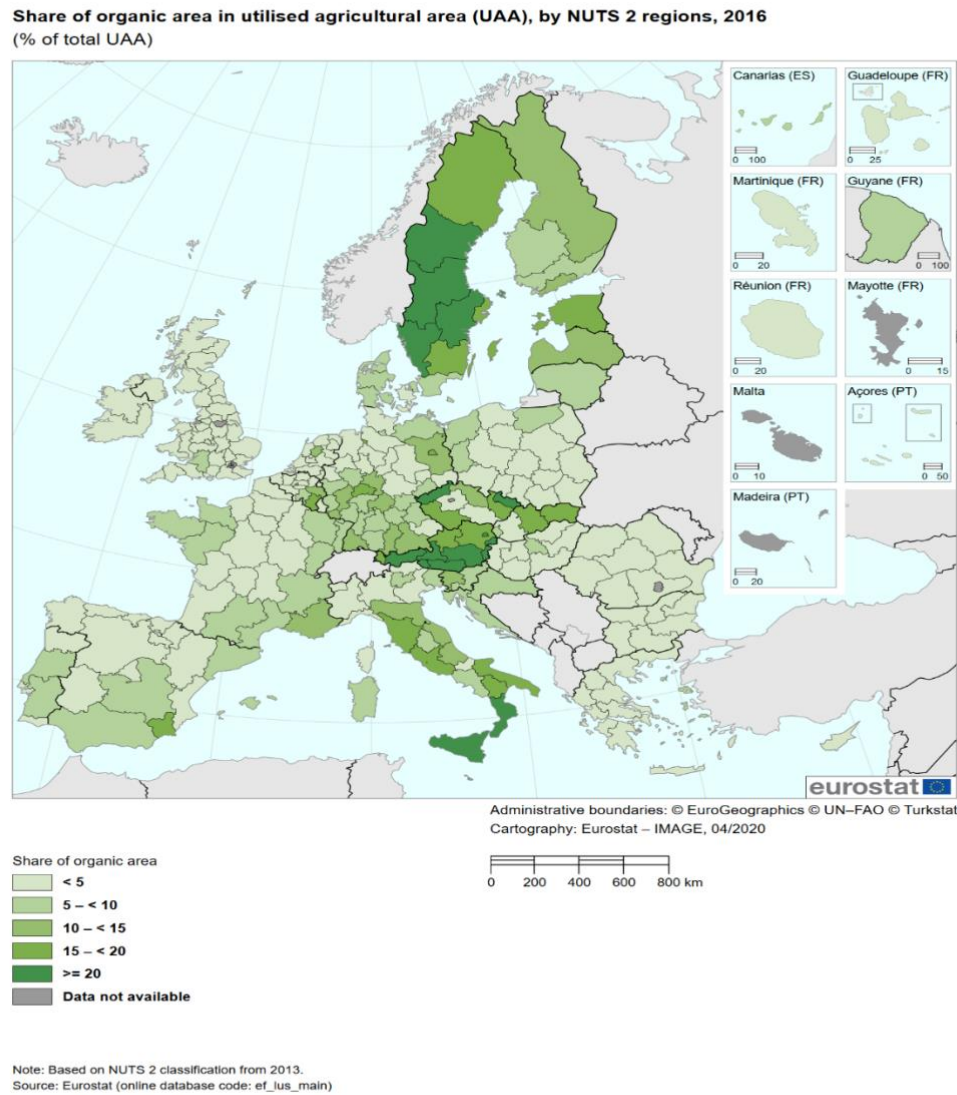 Share of organic area in utilised agricultural area (UAA), by NUTS 2 regions, 2016
(% of total UAA)
Canarias (ES)
0 100
Guadeloupe (FR)
0 25
Martinique (FR)
0 20
Guyane (FR)
0 100
Réunion (FR)
0 20
Mayotte (FR)
0 15
Malta
0 10
Açores (PT)
0 50
Madeira (PT)
0 20
eurostat
Administrative boundaries: © EuroGeographics © UN–FAO © Turkstat
Cartography: Eurostat – IMAGE, 04/2020
0 200 400 600 800 km
Share of organic area
< 5
5 – < 10
10 – < 15
15 – < 20
>= 20
Data not available
Note: Based on NUTS 2 classification from 2013.
Source: Eurostat (online database code: ef_lus_main)